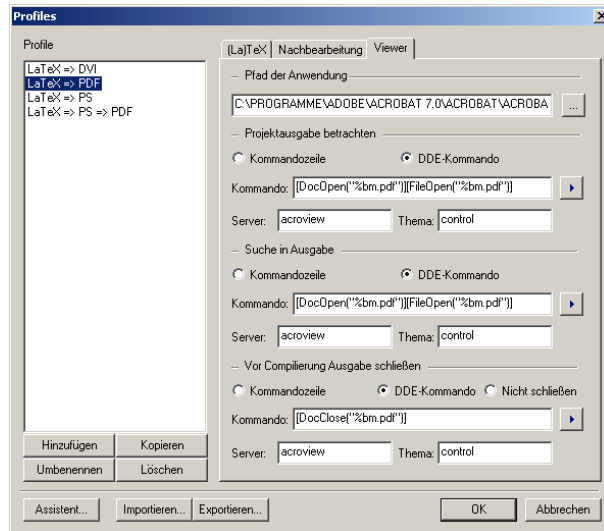 Profiles
Profile
LaTeX => DVI
LaTeX => PDF
LaTeX => PS
LaTeX => PS => PDF
Hinzufügen Kopieren
Umbenennen Löschen
(La)TeX Nachbearbeitung Viewer
Pfad der Anwendung
C:\PROGRAMME\ADOBE\ACROBAT 7.0\ACROBAT\ACROBA ...
Projektausgabe betrachten
Kommandozeile DDE-Kommando
Kommando: [DocOpen("%bm.pdf")][FileOpen("%bm.pdf")]
Server: acroview Thema: control
Suche in Ausgabe
Kommandozeile DDE-Kommando
Kommando: [DocOpen("%bm.pdf")][FileOpen("%bm.pdf")]
Server: acroview Thema: control
Vor Compilierung Ausgabe schließen
Kommandozeile DDE-Kommando Nicht schließen
Kommando: [DocClose("%bm.pdf")]
Server: acroview Thema: control
Assistent... Importieren... Exportieren... OK Abbrechen